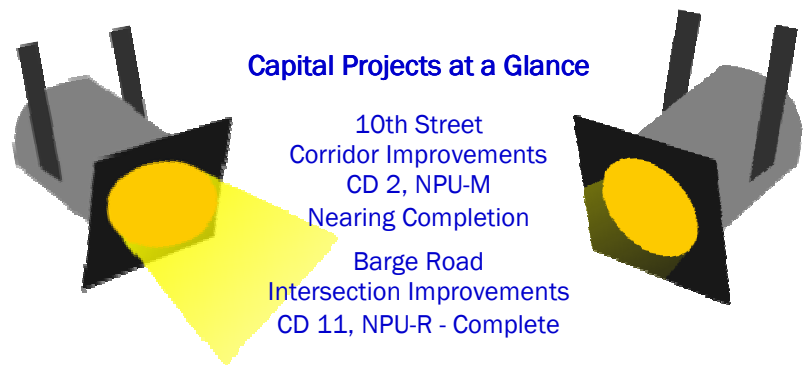 Capital Projects at a Glance
10th Street
Corridor Improvements
CD 2, NPU-M
Nearing Completion
Barge Road
Intersection Improvements
CD 11, NPU-R - Complete